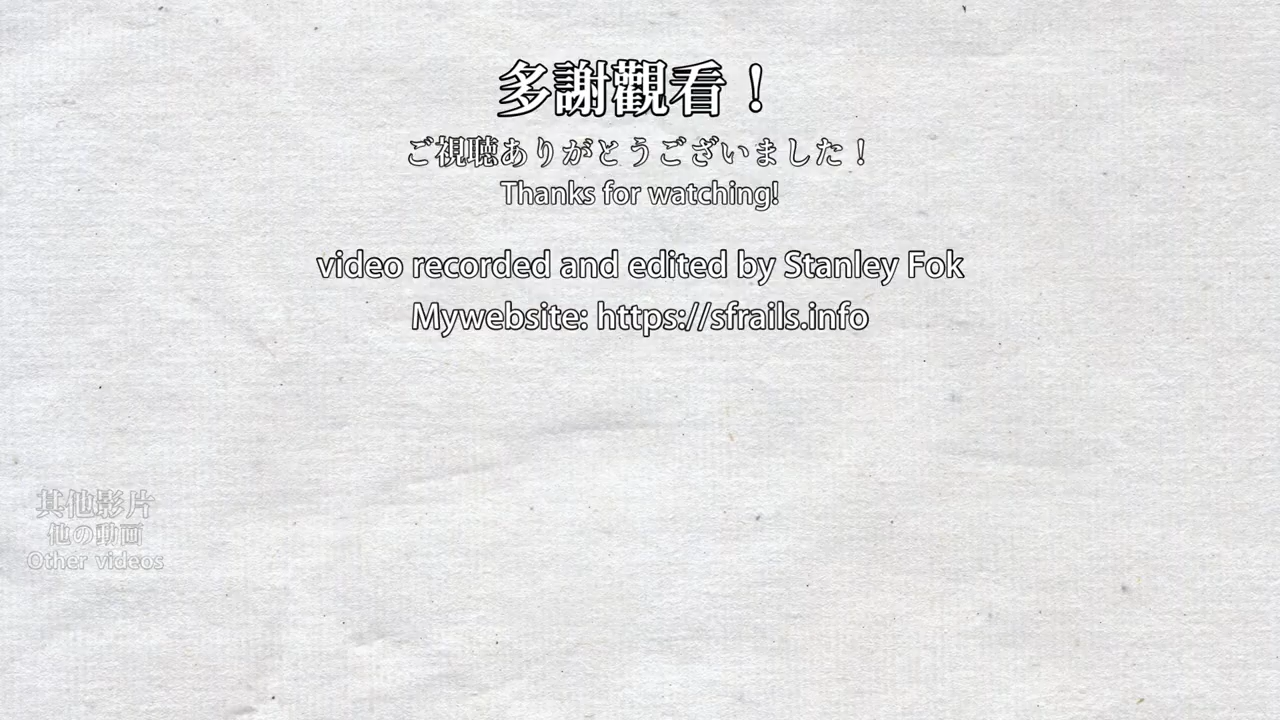 多謝觀看！
ご視聴ありがとうございました！
Thanks for watching!
video recorded and edited by Stanley Fok
Mywebsite: https://sfrails.info
其他影片
他の動画
Other videos